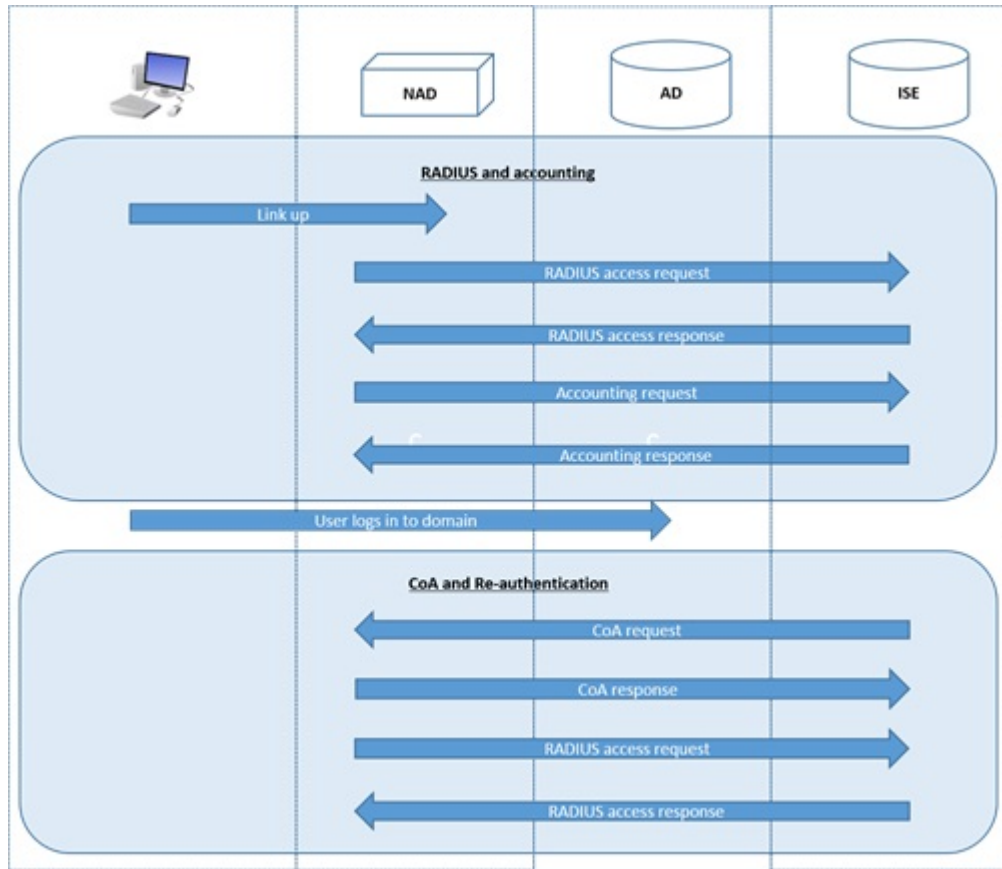 NAD
AD
ISE
RADIUS and accounting
Link up
RADIUS access request
RADIUS access response
Accounting request
Accounting response
User logs in to domain
CoA and Re-authentication
CoA request
CoA response
RADIUS access request
RADIUS access response